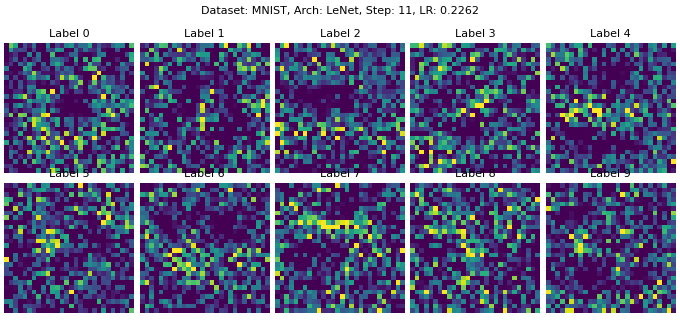 Dataset: MNIST, Arch: LeNet, Step: 11, LR: 0.2262
Label 0 Label 1 Label 2 Label 3 Label 4
Label 5 Label 6 Label 7 Label 8 Label 9